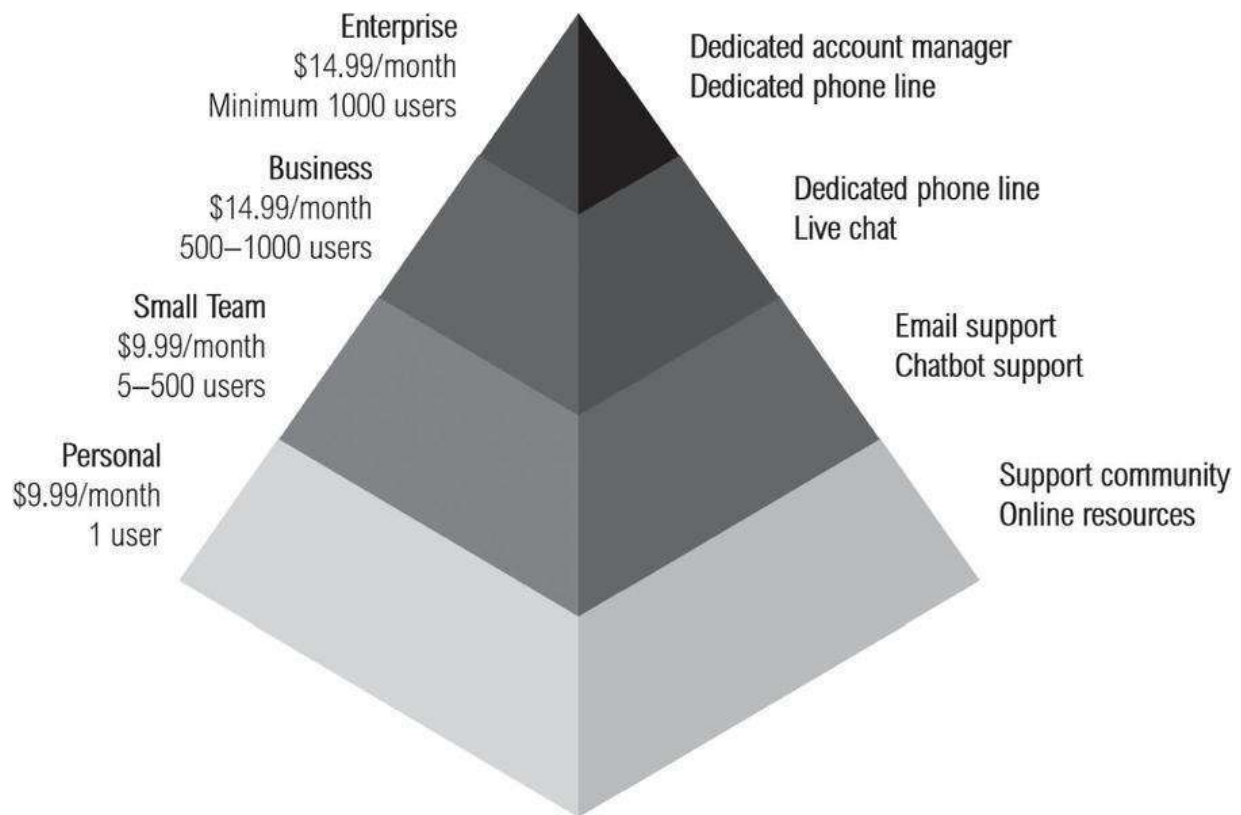 Enterprise
$14.99/month
Minimum 1000 users
Dedicated account manager
Dedicated phone line
Business
$14.99/month
500–1000 users
Dedicated phone line
Live chat
Small Team
$9.99/month
5–500 users
Email support
Chatbot support
Personal
$9.99/month
1 user
Support community
Online resources